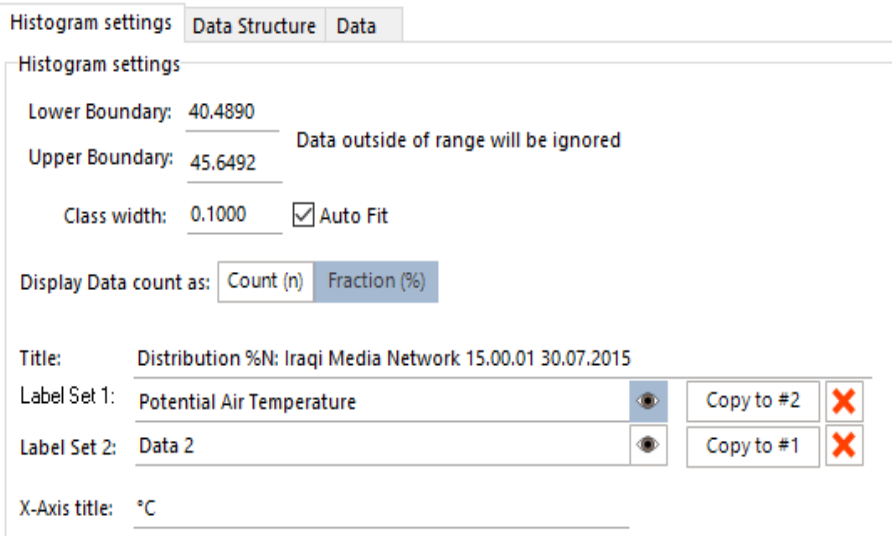 Histogram settings Data Structure Data
Histogram settings
Lower Boundary: 40.4890
Data outside of range will be ignored
Upper Boundary: 45.6492
Class width: 0.1000 Auto Fit
Display Data count as: Count (n) Fraction (%)
Title: Distribution %N: Iraqi Media Network 15.00.01 30.07.2015
Label Set 1: Potential Air Temperature Copy to #2
Label Set 2: Data 2 Copy to #1
X-Axis title: °C